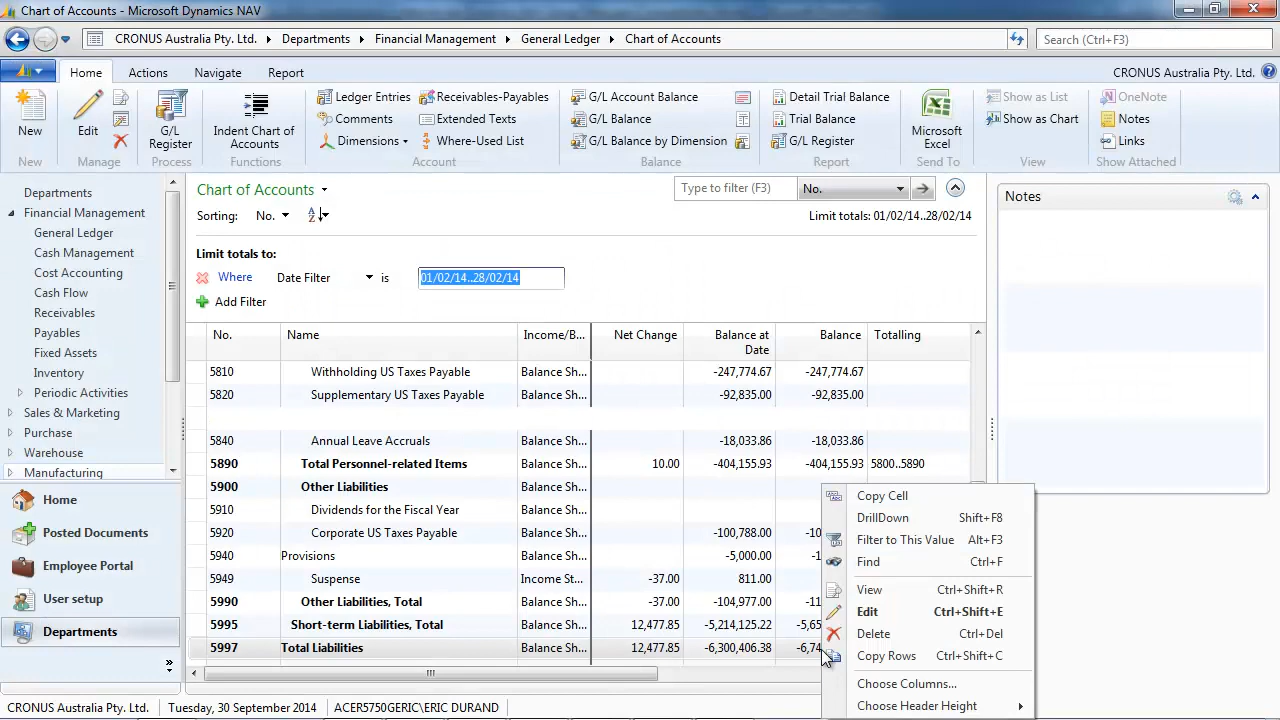 Chart of Accounts - Microsoft Dynamics NAV
CRONUS Australia Pty. Ltd. Departments Financial Management General Ledger Chart of Accounts
Search (Ctrl+F3)
Home Actions Navigate Report
CRONUS Australia Pty. Ltd.
New
New
Edit
Manage
G/L Register
Process
Indent Chart of Accounts
Functions
Ledger Entries Receivables-Payables
Comments Extended Texts
Dimensions Where-Used List
Account
G/L Account Balance
G/L Balance
G/L Balance by Dimension
Balance
Detail Trial Balance
Trial Balance
G/L Register
Report
Microsoft Excel
Send To
Show as List
Show as Chart
View
OneNote
Notes
Links
Show Attached
Departments
Financial Management
General Ledger
Cash Management
Cost Accounting
Cash Flow
Receivables
Payables
Fixed Assets
Inventory
Periodic Activities
Sales & Marketing
Purchase
Warehouse
Manufacturing
Home
Posted Documents
Employee Portal
User setup
Departments
Chart of Accounts
Type to filter (F3) No.
Sorting: No. A Z
Limit totals: 01/02/14..28/02/14
Limit totals to:
Where Date Filter is 01/02/14..28/02/14
Add Filter
No. Name Income/B... Net Change Balance at Date Balance Totalling
5810 Withholding US Taxes Payable Balance Sh... -247,774.67 -247,774.67
5820 Supplementary US Taxes Payable Balance Sh... -92,835.00 -92,835.00
5840 Annual Leave Accruals Balance Sh... -18,033.86 -18,033.86
5890 Total Personnel-related Items Balance Sh... 10.00 -404,155.93 -404,155.93 5800..5890
5900 Other Liabilities Balance Sh...
5910 Dividends for the Fiscal Year Balance Sh...
5920 Corporate US Taxes Payable Balance Sh... -100,788.00 -10
5940 Provisions Balance Sh... -5,000.00 -1
5949 Suspense Income St... -37.00 811.00
5990 Other Liabilities, Total Balance Sh... -37.00 -104,977.00 -11
5995 Short-term Liabilities, Total Balance Sh... 12,477.85 -5,214,125.22 -5,65
5997 Total Liabilities Balance Sh... 12,477.85 -6,300,406.38 -6,74
Copy Cell
DrillDown Shift+F8
Filter to This Value Alt+F3
Find Ctrl+F
View Ctrl+Shift+R
Edit Ctrl+Shift+E
Delete Ctrl+Del
Copy Rows Ctrl+Shift+C
Choose Columns...
Choose Header Height
Notes
CRONUS Australia Pty. Ltd. Tuesday, 30 September 2014 ACER5750GERIC\ERIC DURAND